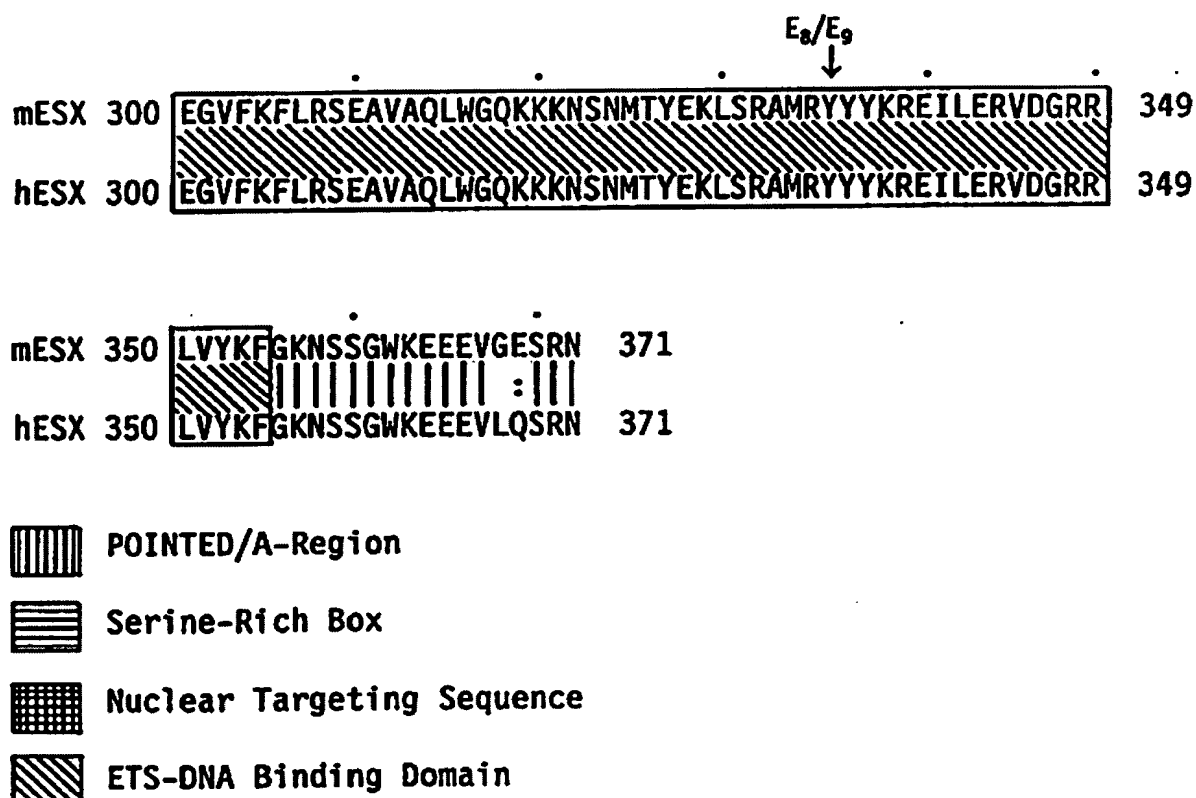 E8/E9
mESX 300 EGVFKFLRSEAVAQLWGQKKKNSNMTYEKLSRAMRYYYKREILERVDGRR 349
hESX 300 EGVFKFLRSEAVAQLWGQKKKNSNMTYEKLSRAMRYYYKREILERVDGRR 349
mESX 350 LVYKFGKNSSGWKEEEVGESRN 371
hESX 350 LVYKFGKNSSGWKEEEVLQSRN 371
POINTED/A-Region
Serine-Rich Box
Nuclear Targeting Sequence
ETS-DNA Binding Domain